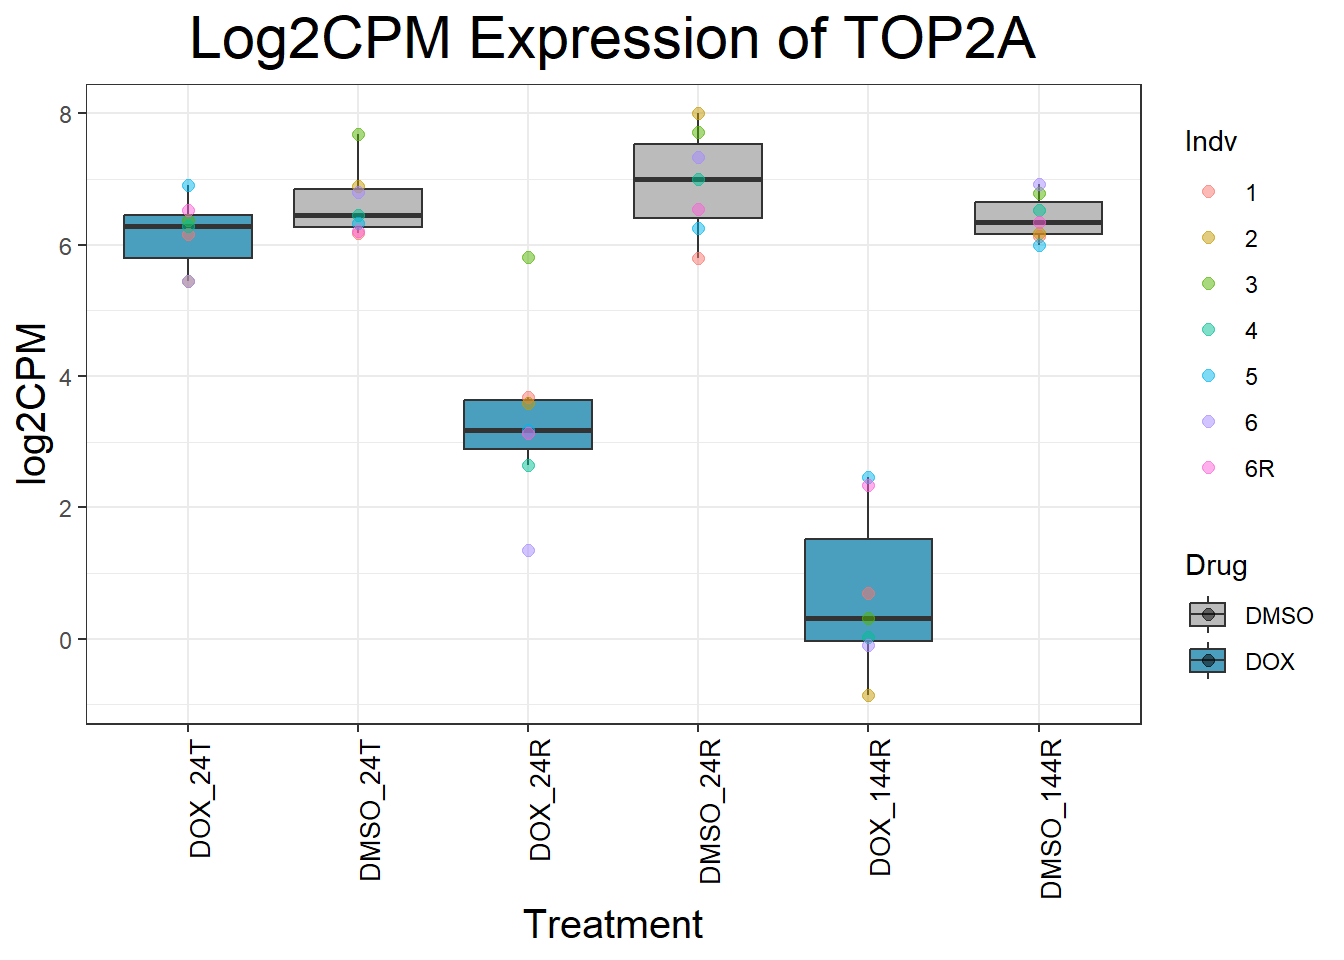 Log2CPM Expression of TOP2A
log2CPM
8
6
4
2
0
DOX_24T
DMSO_24T
DOX_24R
DMSO_24R
DOX_144R
DMSO_144R
Treatment
Indv
1
2
3
4
5
6
6R
Drug
DMSO
DOX